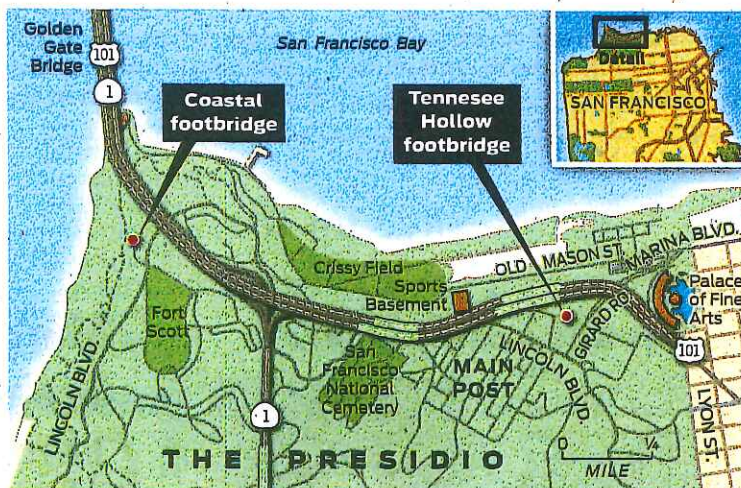 Golden
Gate
Bridge
101
1
San Francisco Bay
Coastal
footbridge
Tennesee
Hollow
footbridge
Detail
SAN FRANCISCO
Crissy Field
Sports
Basement
OLD MASON ST.
MARINA BLVD.
Palace
of Fine
Arts
Fort
Scott
GIRARD RD.
LINCOLN BLVD.
San
Francisco
National
Cemetery
MAIN
POST
LINCOLN BLVD.
101
1
LYON ST.
THE PRESIDIO
0 ¼
MILE